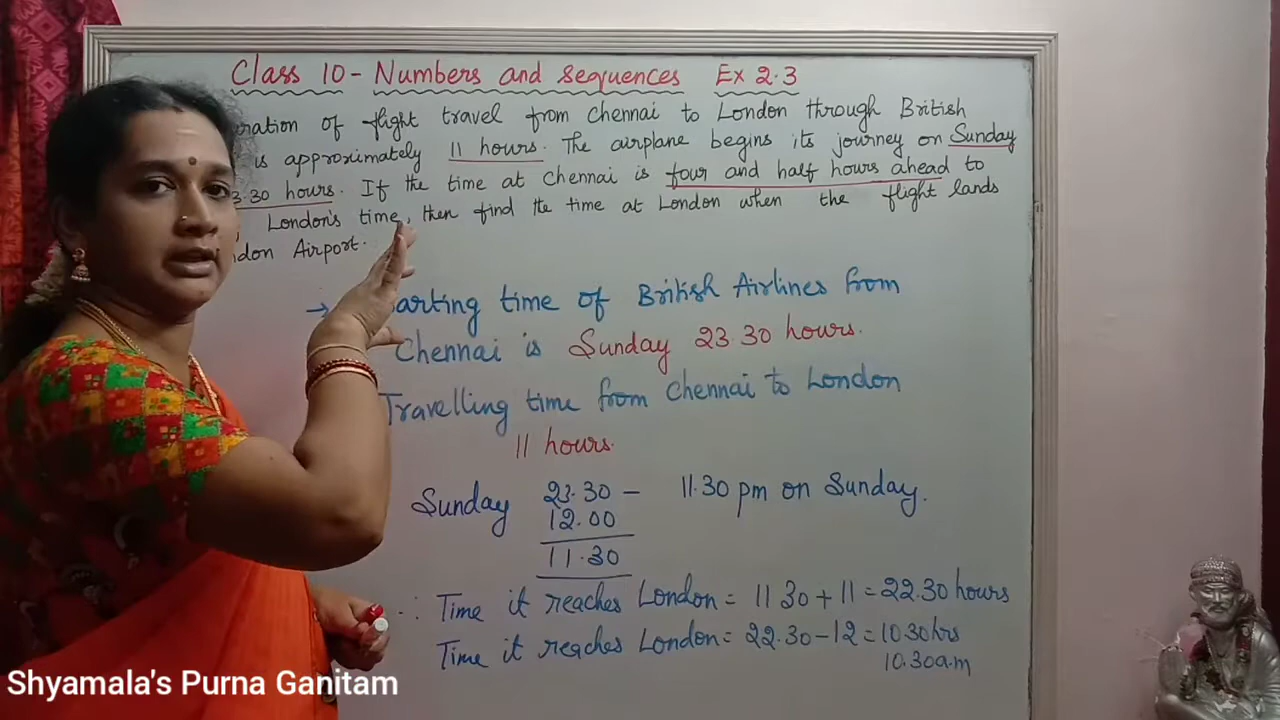 Class 10 - Numbers and sequences Ex 2.3
ration of flight travel from Chennai to London through British
is approximately 11 hours. The airplane begins its journey on Sunday
3.30 hours. If the time at Chennai is four and half hours ahead to
London's time, then find the time at London when the flight lands
don Airport.
→ arting time of British Airlines from
Chennai is Sunday 23.30 hours.
Travelling time from Chennai to London
11 hours.
Sunday 23.30 - 11.30 pm on Sunday.
12.00
11.30
∴ Time it reaches London = 11 30 + 11 = 22.30 hours
Time it reaches London = 22.30 - 12 = 10.30 hrs
10.30 a.m
Shyamala's Purna Ganitam